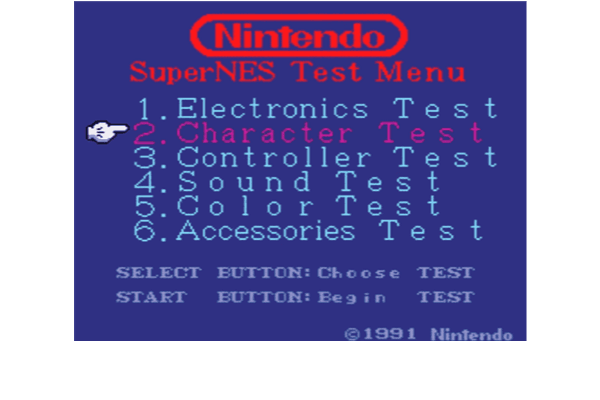 Nintendo
SuperNES Test Menu
1. Electronics Test
2. Character Test
3. Controller Test
4. Sound Test
5. Color Test
6. Accessories Test
SELECT BUTTON: Choose TEST
START BUTTON: Begin TEST
©1991 Nintendo